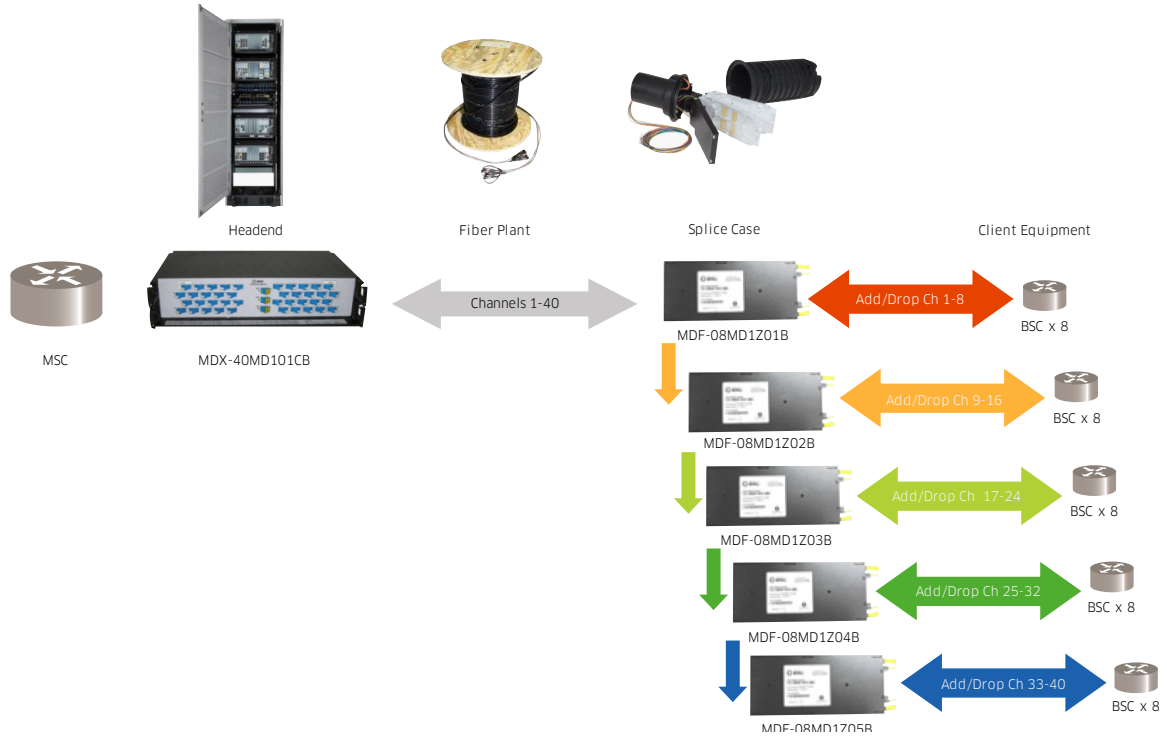 Headend
Fiber Plant
Splice Case
Client Equipment
Channels 1-40
Add/Drop Ch 1-8
BSC x 8
MDF-08MD1Z01B
MSC
MDX-40MD101CB
Add/Drop Ch 9-16
BSC x 8
MDF-08MD1Z02B
Add/Drop Ch 17-24
BSC x 8
MDF-08MD1Z03B
Add/Drop Ch 25-32
BSC x 8
MDF-08MD1Z04B
Add/Drop Ch 33-40
BSC x 8
MDF-08MD1Z05B